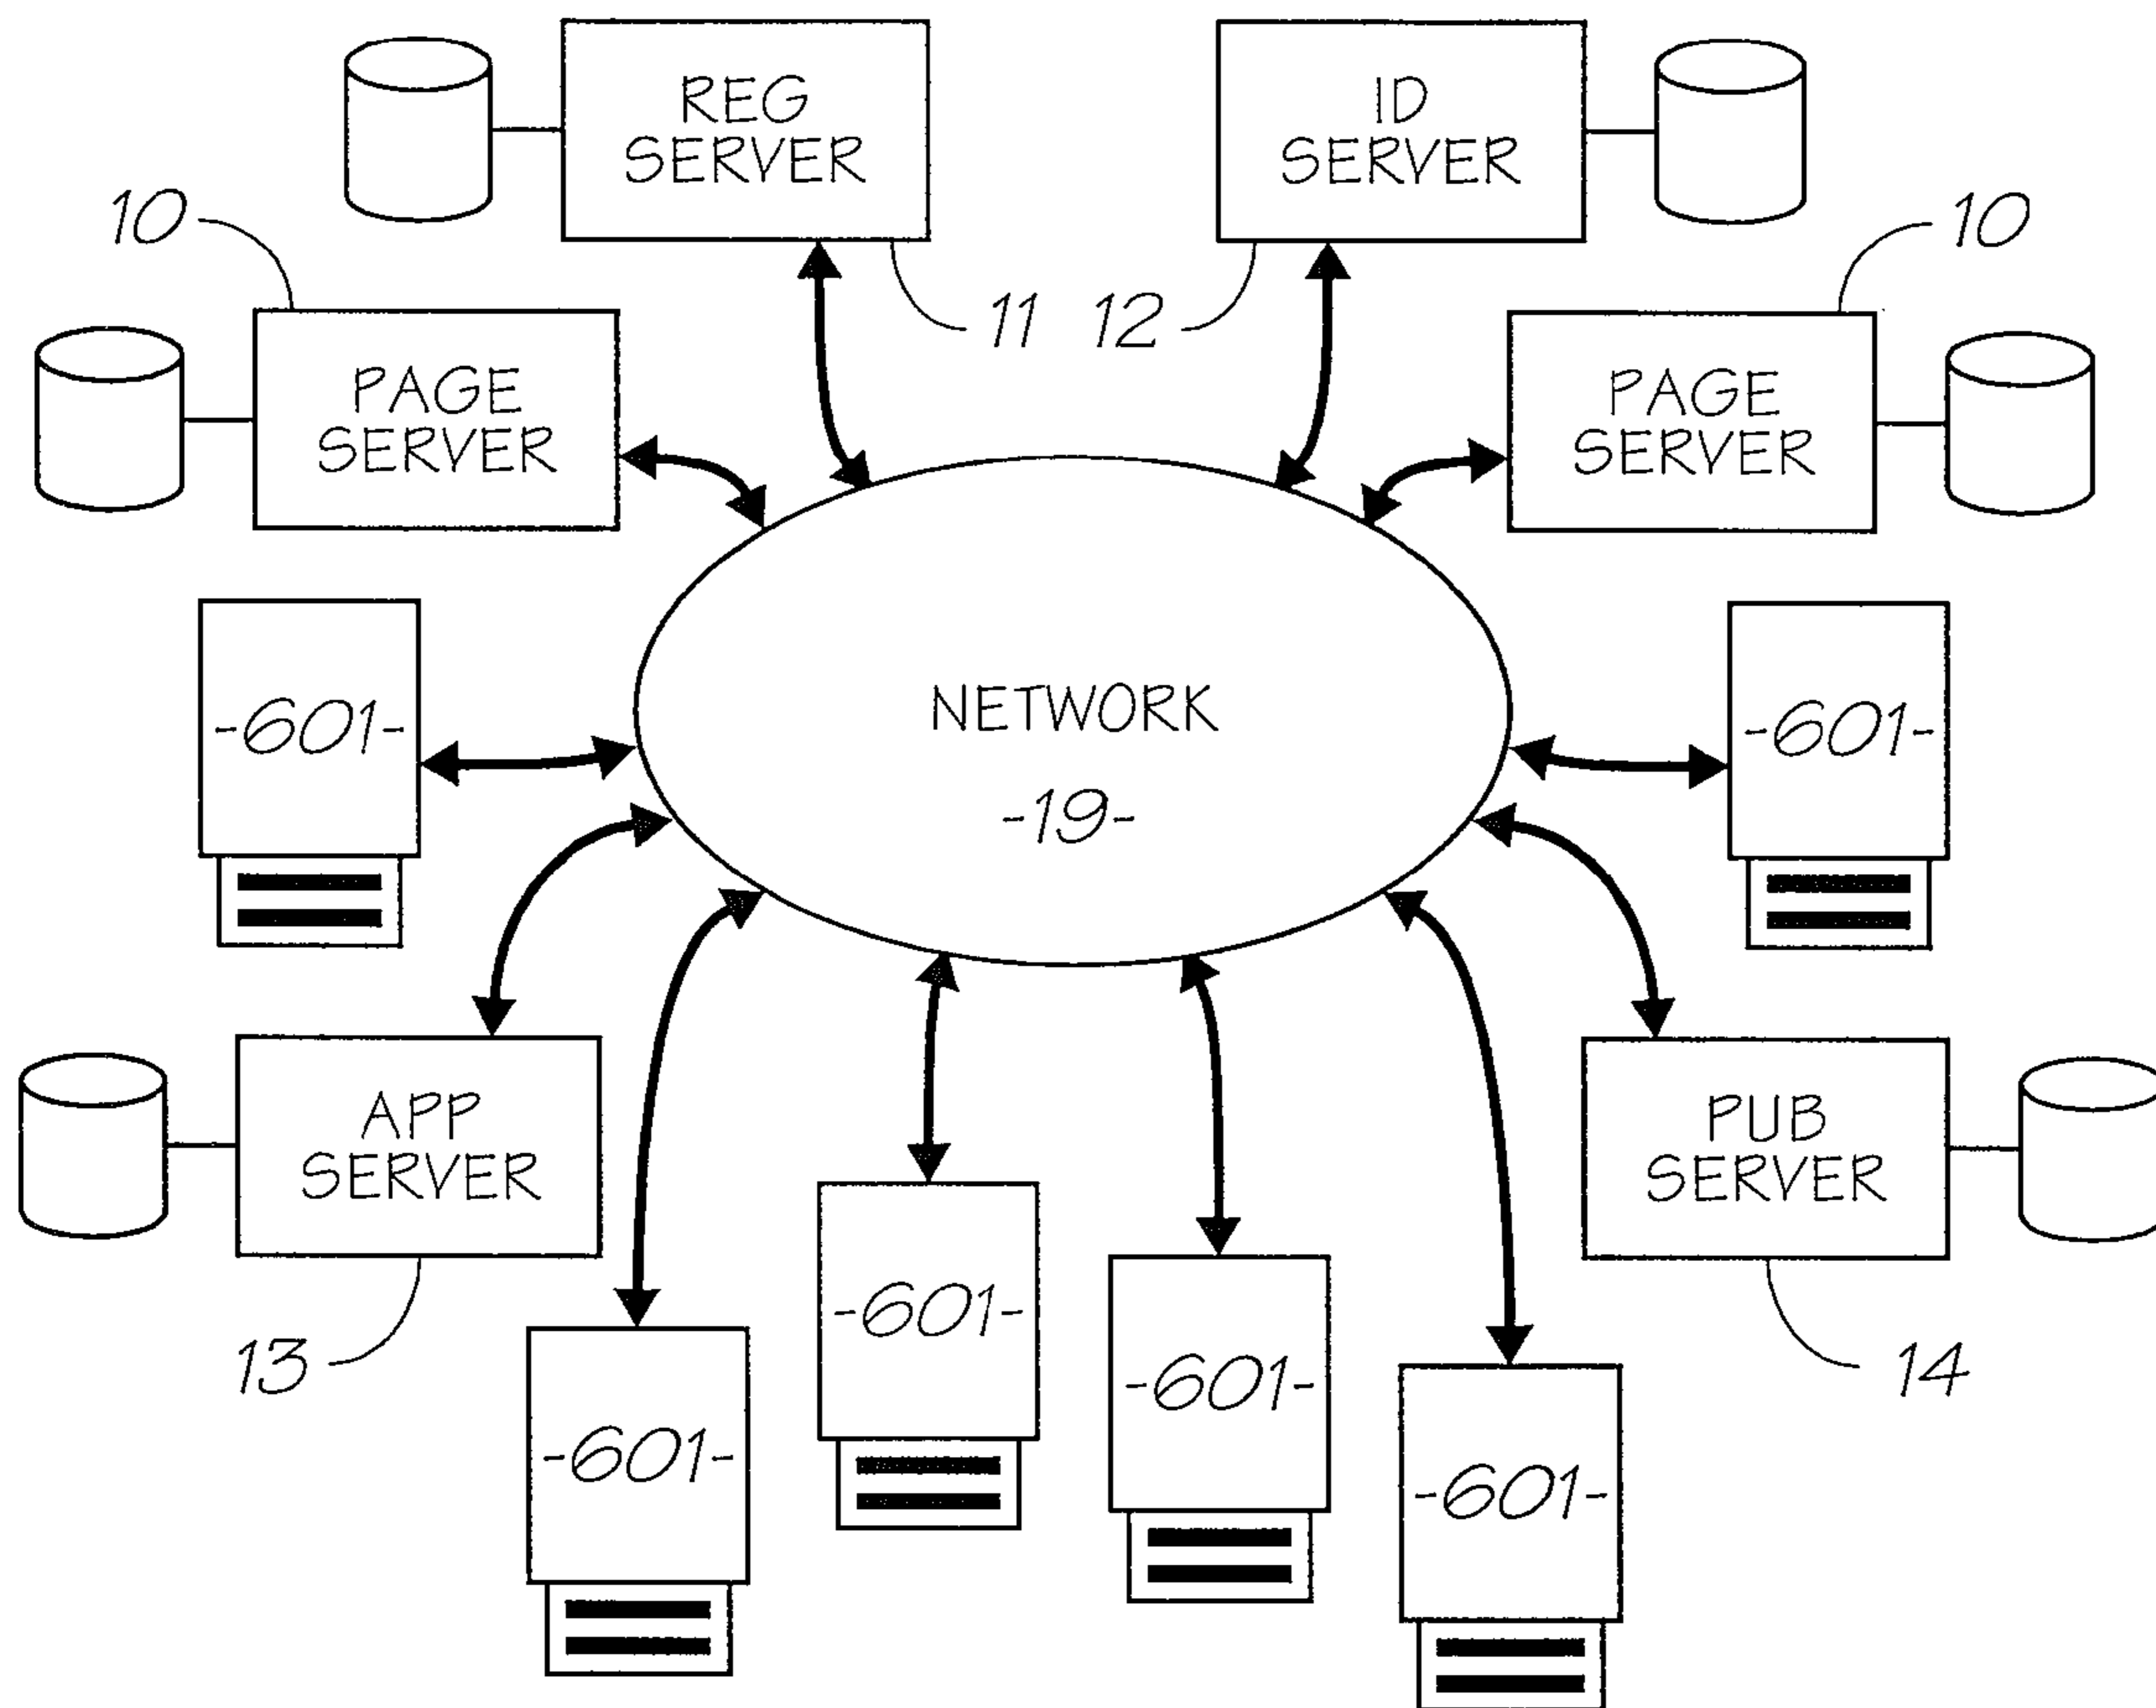 REG
SERVER
ID
SERVER
10
10
11
12
PAGE
SERVER
PAGE
SERVER
-601-
NETWORK
-19-
-601-
APP
SERVER
PUB
SERVER
13
-601-
-601-
-601-
-601-
14